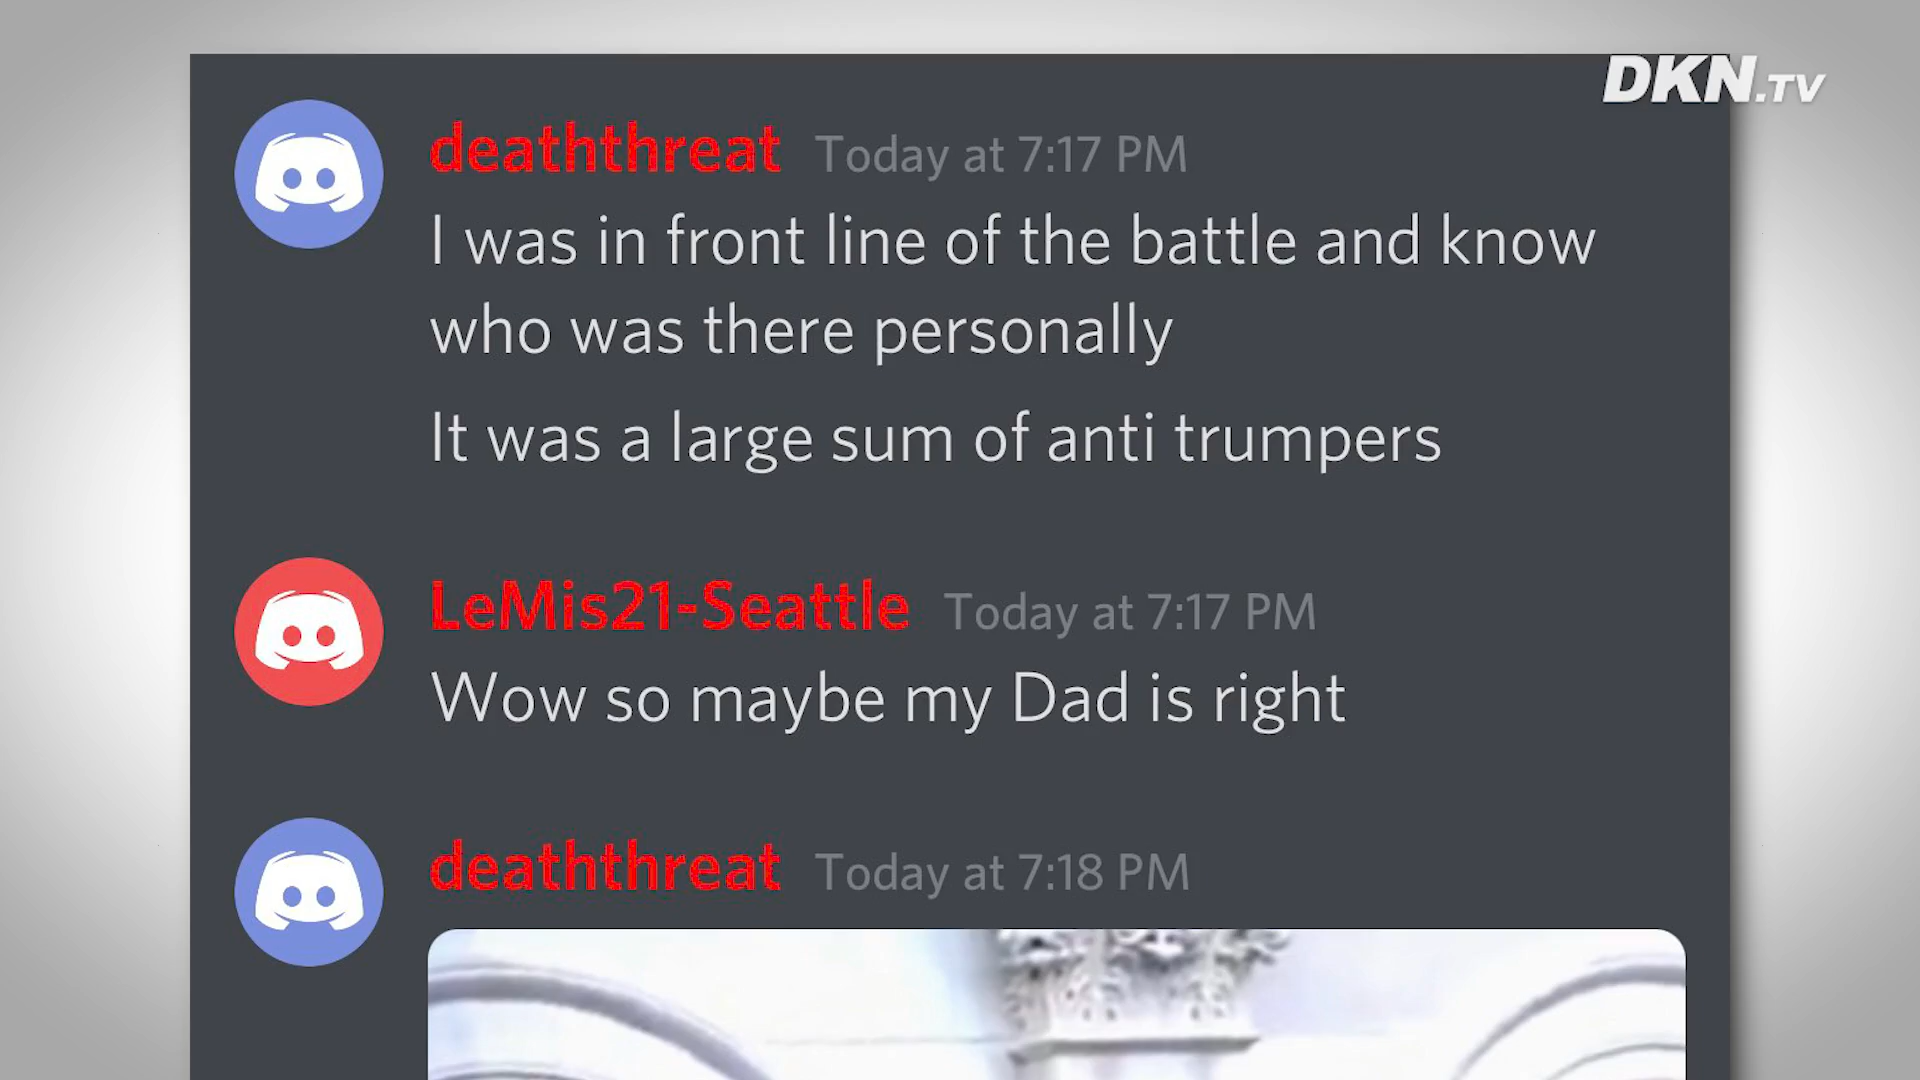 DKN.TV
deaththreat Today at 7:17 PM
I was in front line of the battle and know
who was there personally
It was a large sum of anti trumpers
LeMis21-Seattle Today at 7:17 PM
Wow so maybe my Dad is right
deaththreat Today at 7:18 PM